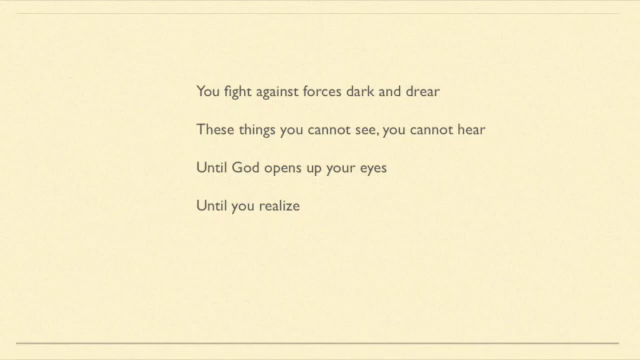 You fight against forces dark and drear
These things you cannot see, you cannot hear
Until God opens up your eyes
Until you realize